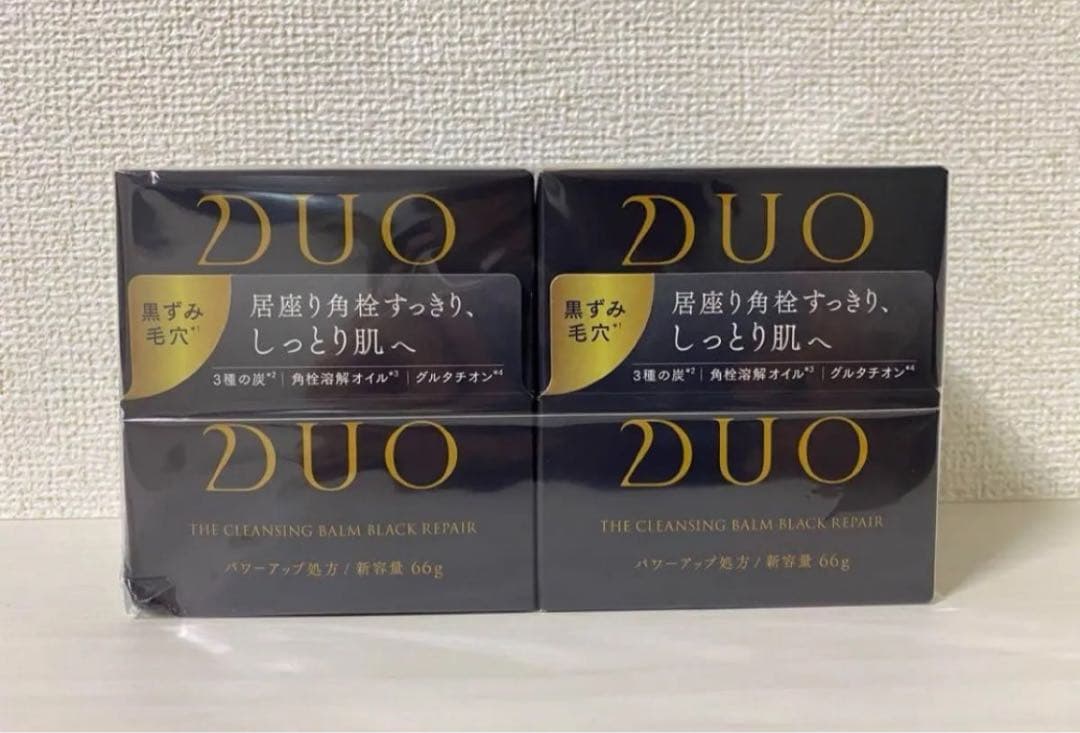 DUO
黒ずみ
毛穴*1
居座り角栓すっきり、
しっとり肌へ
3種の炭*2|角栓溶解オイル*3|グルタチオン*4
DUO
THE CLEANSING BALM BLACK REPAIR
パワーアップ処方/新容量 66g
DUO
黒ずみ
毛穴*1
居座り角栓すっきり、
しっとり肌へ
3種の炭*2|角栓溶解オイル*3|グルタチオン*4
DUO
THE CLEANSING BALM BLACK REPAIR
パワーアップ処方/新容量 66g